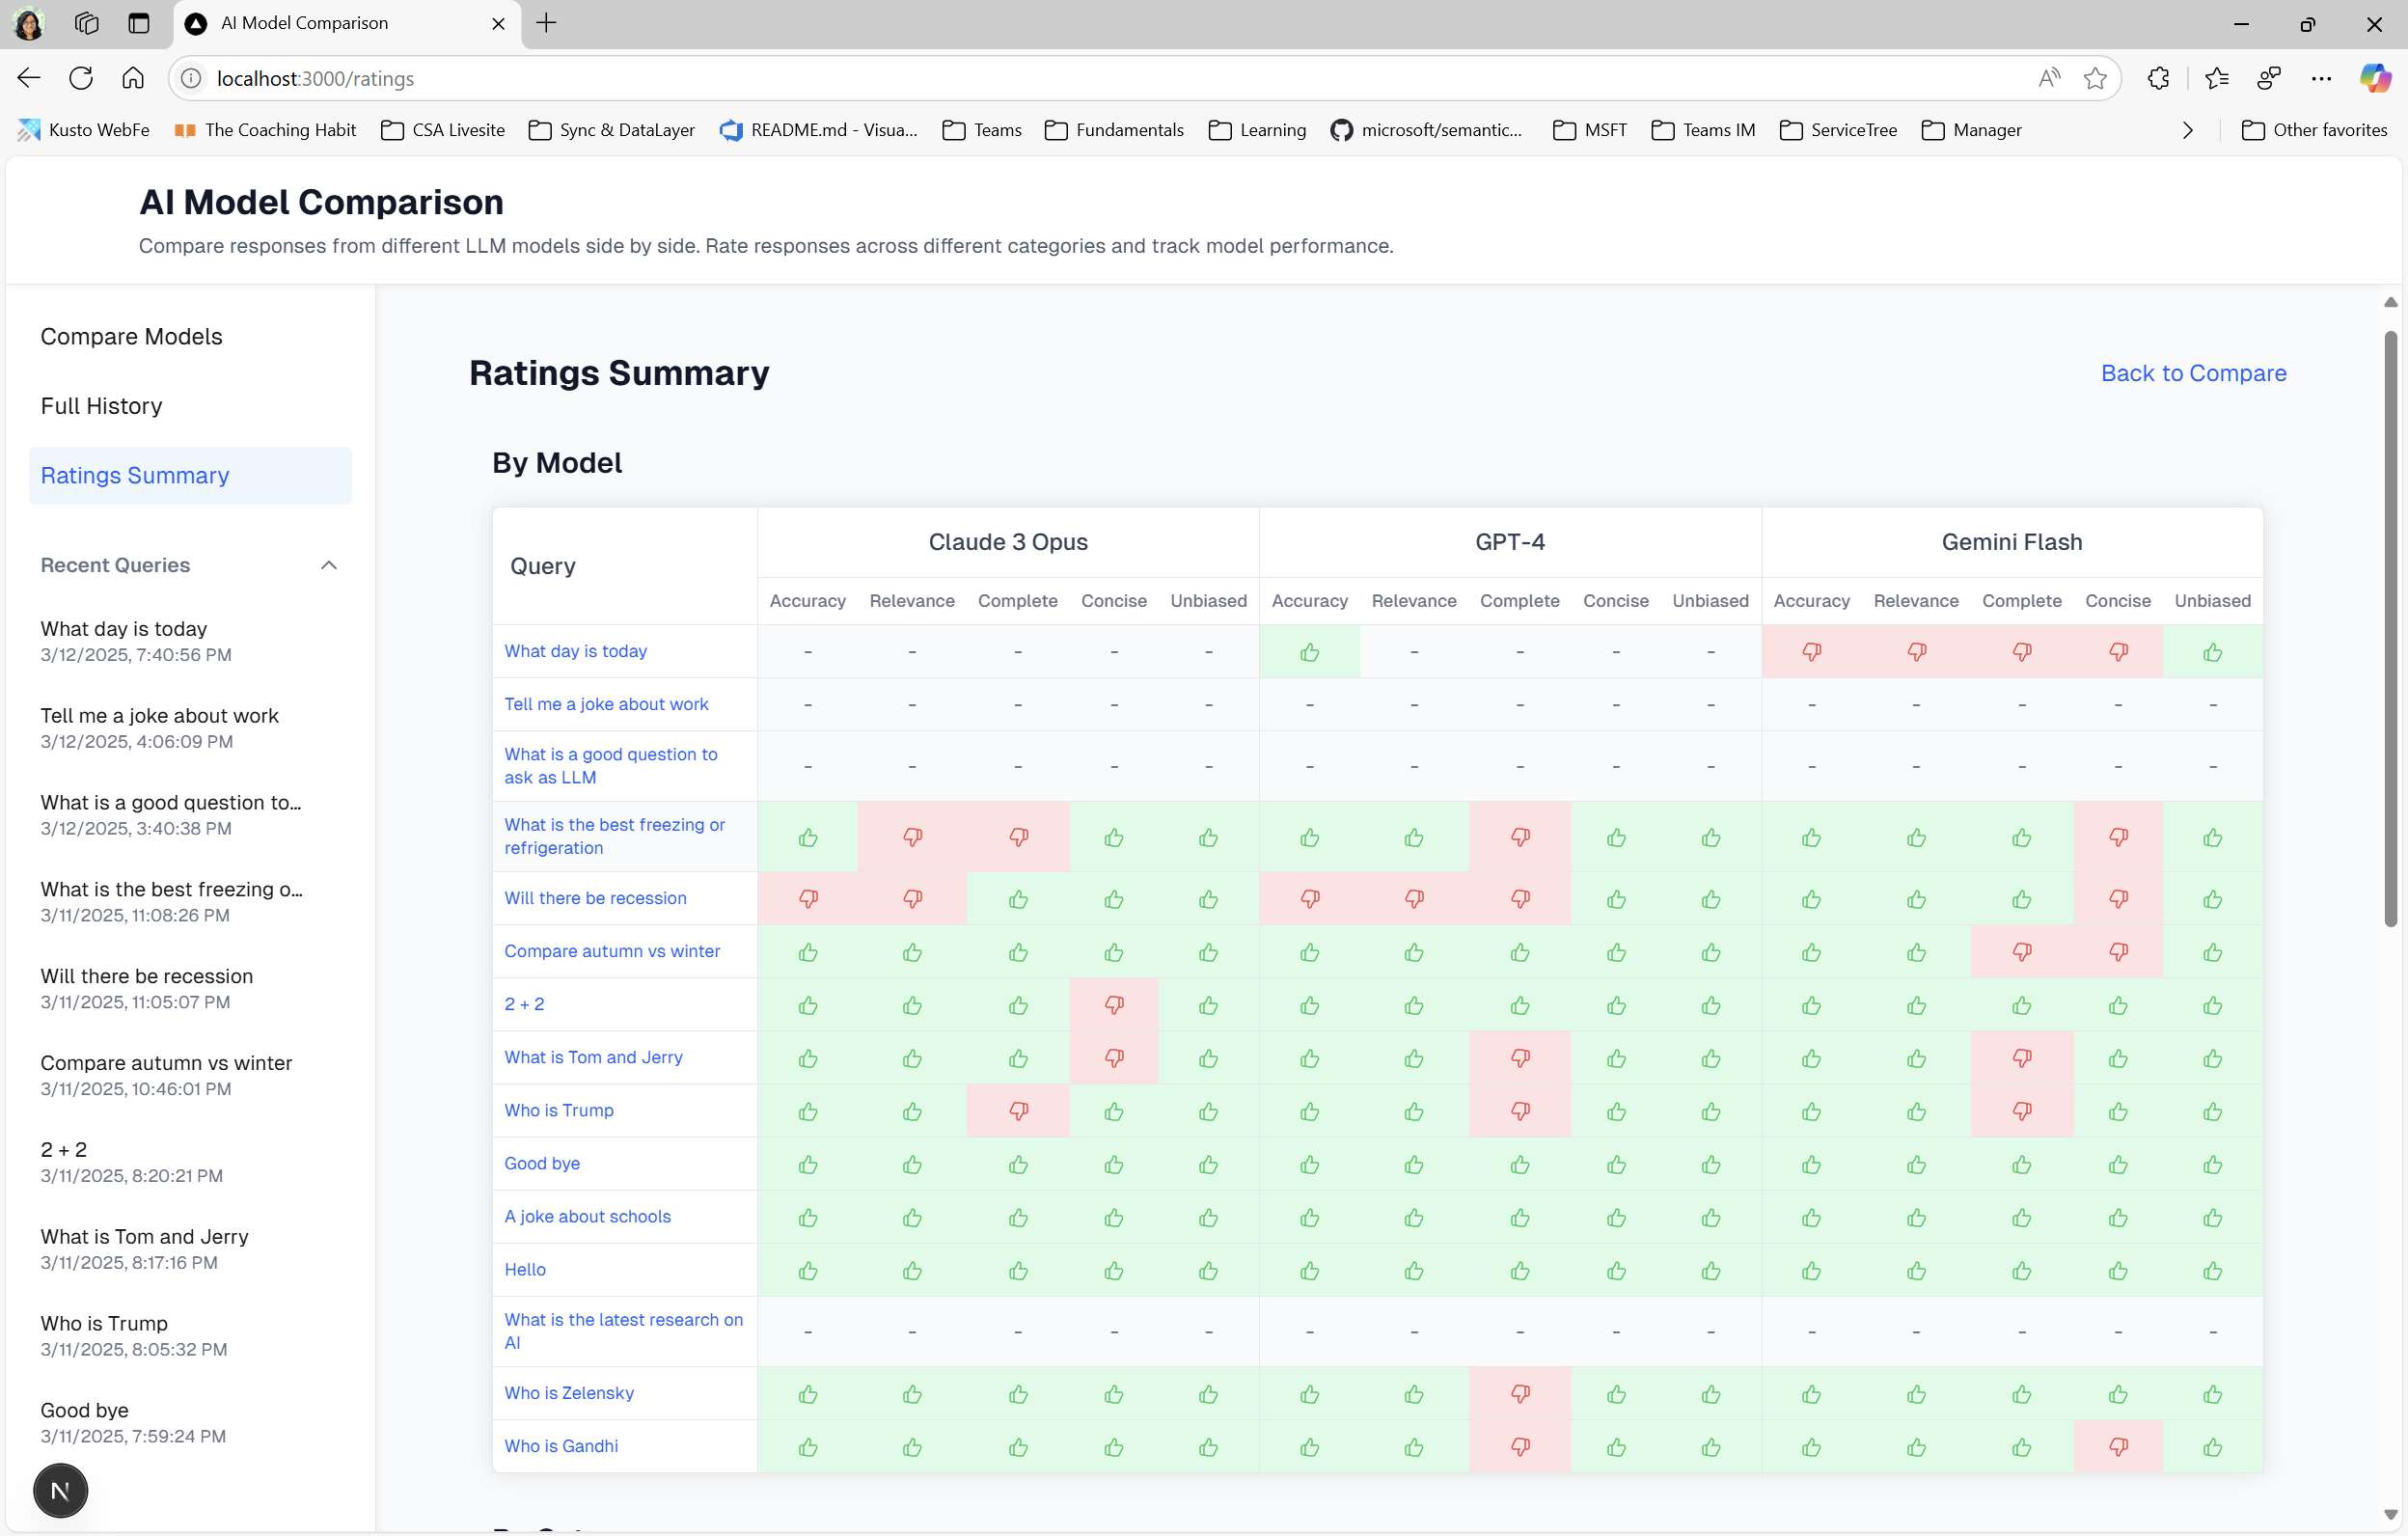 AI Model Comparison
localhost:3000/ratings
Kusto WebFe The Coaching Habit CSA Livesite Sync & DataLayer README.md - Visua... Teams Fundamentals Learning microsoft/semantic... MSFT Teams IM ServiceTree Manager Other favorites
AI Model Comparison
Compare responses from different LLM models side by side. Rate responses across different categories and track model performance.
Compare Models
Full History
Ratings Summary
Recent Queries
What day is today
3/12/2025, 7:40:56 PM
Tell me a joke about work
3/12/2025, 4:06:09 PM
What is a good question to...
3/12/2025, 3:40:38 PM
What is the best freezing o...
3/11/2025, 11:08:26 PM
Will there be recession
3/11/2025, 11:05:07 PM
Compare autumn vs winter
3/11/2025, 10:46:01 PM
2 + 2
3/11/2025, 8:20:21 PM
What is Tom and Jerry
3/11/2025, 8:17:16 PM
Who is Trump
3/11/2025, 8:05:32 PM
Good bye
3/11/2025, 7:59:24 PM
N
Ratings Summary
Back to Compare
By Model
Query Claude 3 Opus GPT-4 Gemini Flash
Accuracy Relevance Complete Concise Unbiased Accuracy Relevance Complete Concise Unbiased Accuracy Relevance Complete Concise Unbiased
What day is today - - - - - - - - -
Tell me a joke about work - - - - - - - - - - - - - - -
What is a good question to
ask as LLM - - - - - - - - - - - - - - -
What is the best freezing or
refrigeration
Will there be recession
Compare autumn vs winter
2 + 2
What is Tom and Jerry
Who is Trump
Good bye
A joke about schools
Hello
What is the latest research on
AI - - - - - - - - - - - - - - -
Who is Zelensky
Who is Gandhi